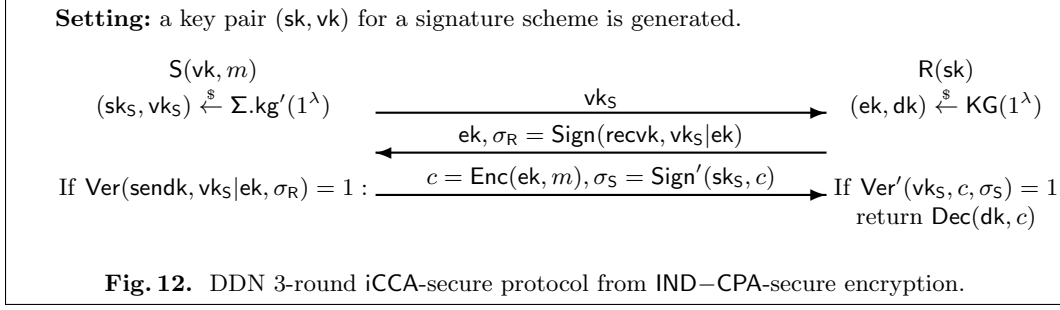 Setting: a key pair (sk, vk) for a signature scheme is generated.
S(vk, m) R(sk)
(sk_S, vk_S) ←$ Σ.kg′(1^λ) vk_S (ek, dk) ←$ KG(1^λ)
ek, σ_R = Sign(recvk, vk_S|ek)
If Ver(sendk, vk_S|ek, σ_R) = 1 : c = Enc(ek, m), σ_S = Sign′(sk_S, c) If Ver′(vk_S, c, σ_S) = 1
return Dec(dk, c)
Fig. 12. DDN 3-round iCCA-secure protocol from IND−CPA-secure encryption.